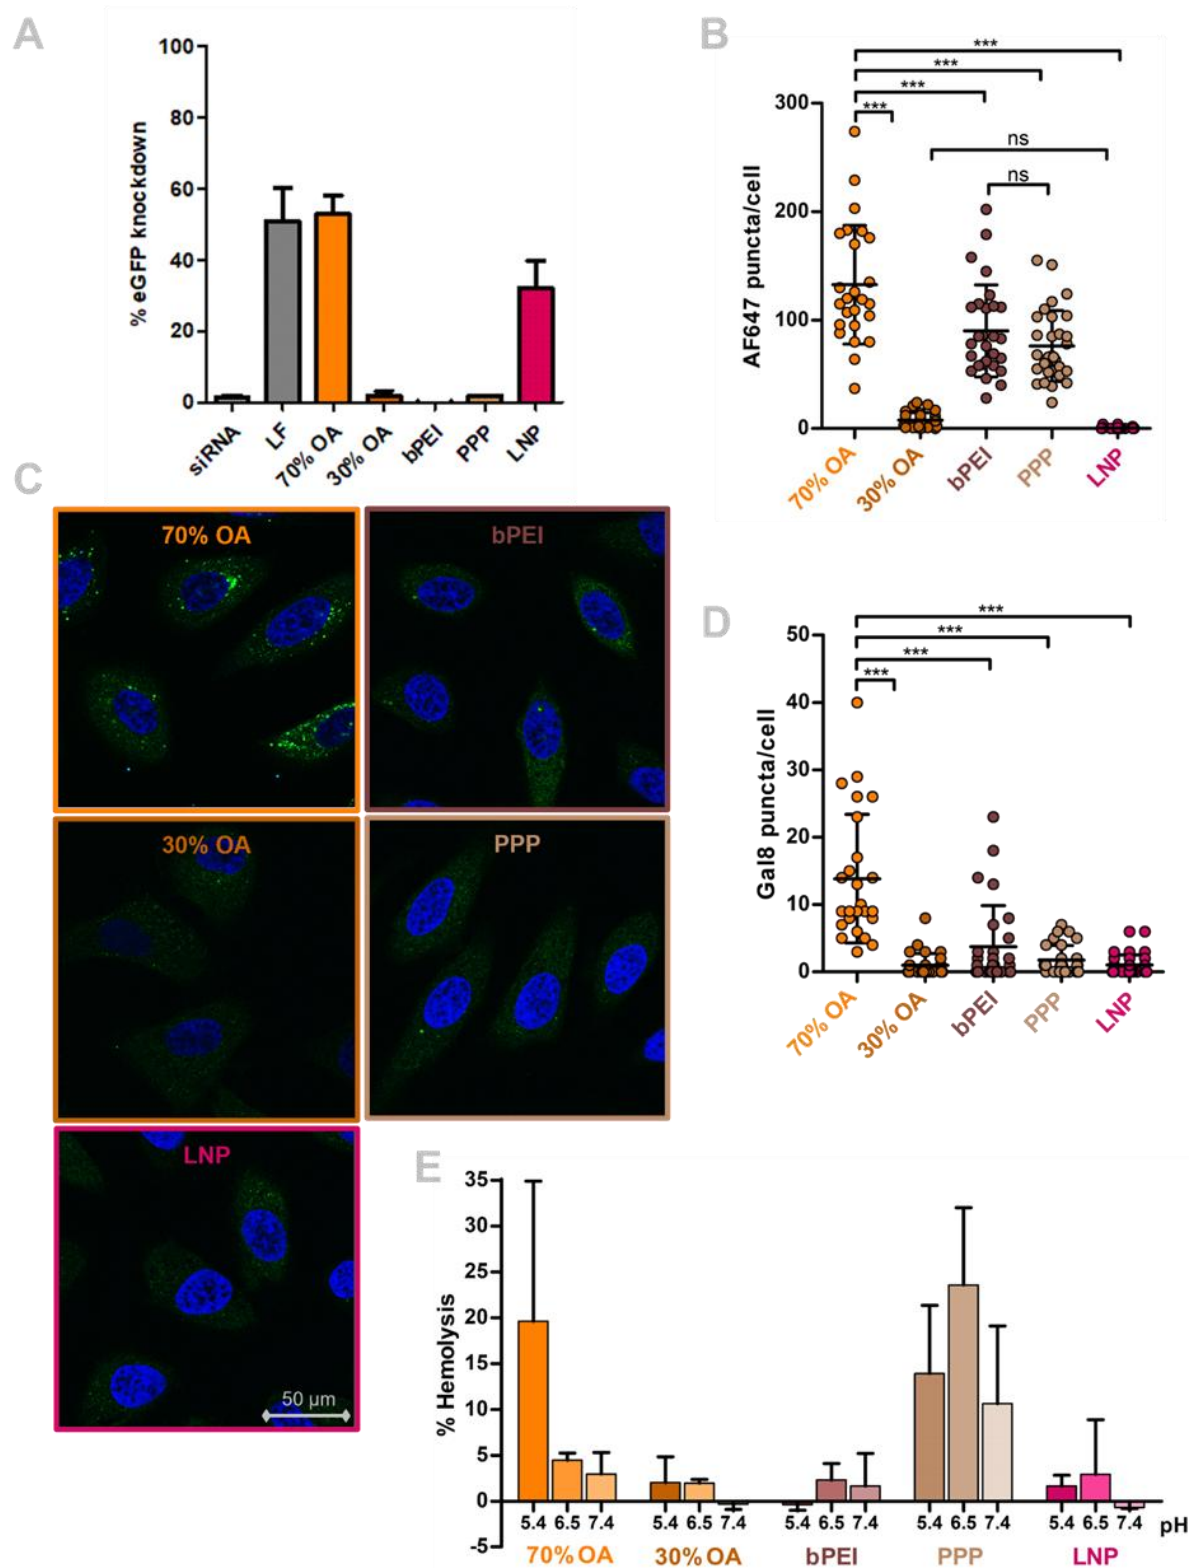 A
100
80
60
40
20
0
% eGFP knockdown
siRNA
LF
70% OA
30% OA
bPEI
PPP
LNP
B
***
***
***
***
ns
ns
300
200
100
0
AF647 puncta/cell
70% OA
30% OA
bPEI
PPP
LNP
C
70% OA
bPEI
30% OA
PPP
LNP
50 µm
D
***
***
***
***
50
40
30
20
10
0
Gal8 puncta/cell
70% OA
30% OA
bPEI
PPP
LNP
E
35
30
25
20
15
10
5
0
-5
% Hemolysis
5.4 6.5 7.4 5.4 6.5 7.4 5.4 6.5 7.4 5.4 6.5 7.4 5.4 6.5 7.4 pH
70% OA 30% OA bPEI PPP LNP